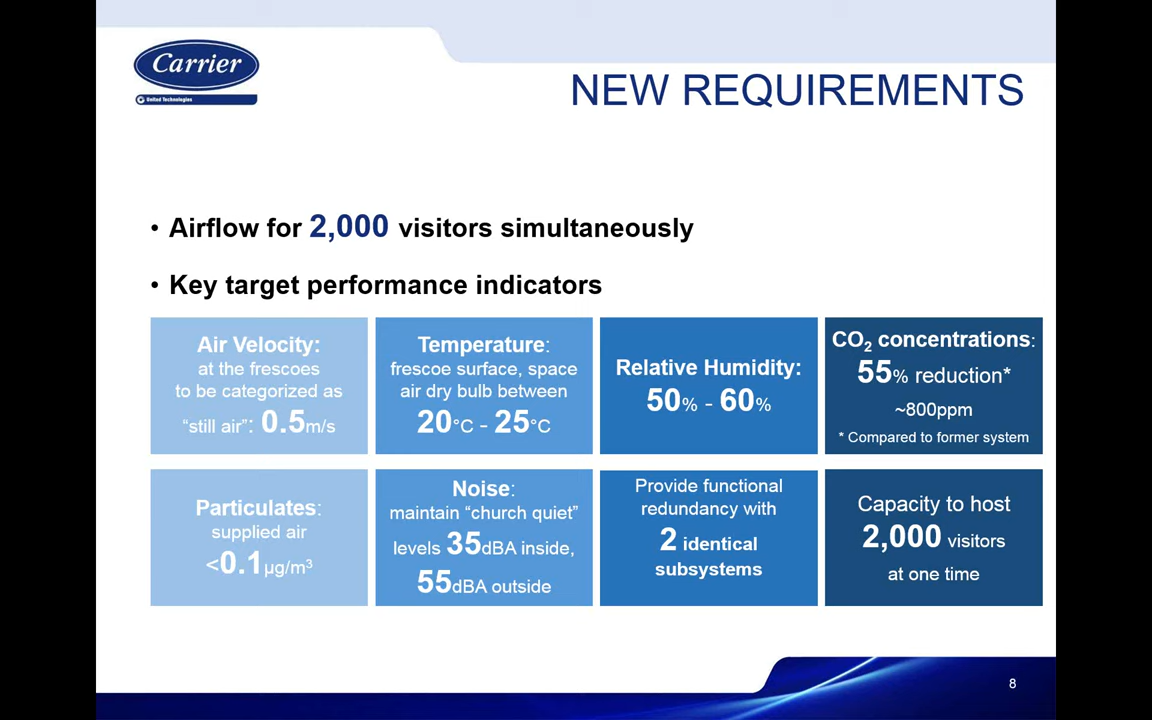 Carrier
United Technologies
NEW REQUIREMENTS
• Airflow for 2,000 visitors simultaneously
• Key target performance indicators
Air Velocity:
at the frescoes
to be categorized as
“still air”: 0.5m/s
Temperature:
frescoe surface, space
air dry bulb between
20°C - 25°C
Relative Humidity:
50% - 60%
CO₂ concentrations:
55% reduction*
~800ppm
* Compared to former system
Particulates:
supplied air
<0.1µg/m³
Noise:
maintain “church quiet”
levels 35dBA inside,
55dBA outside
Provide functional
redundancy with
2 identical
subsystems
Capacity to host
2,000 visitors
at one time
8